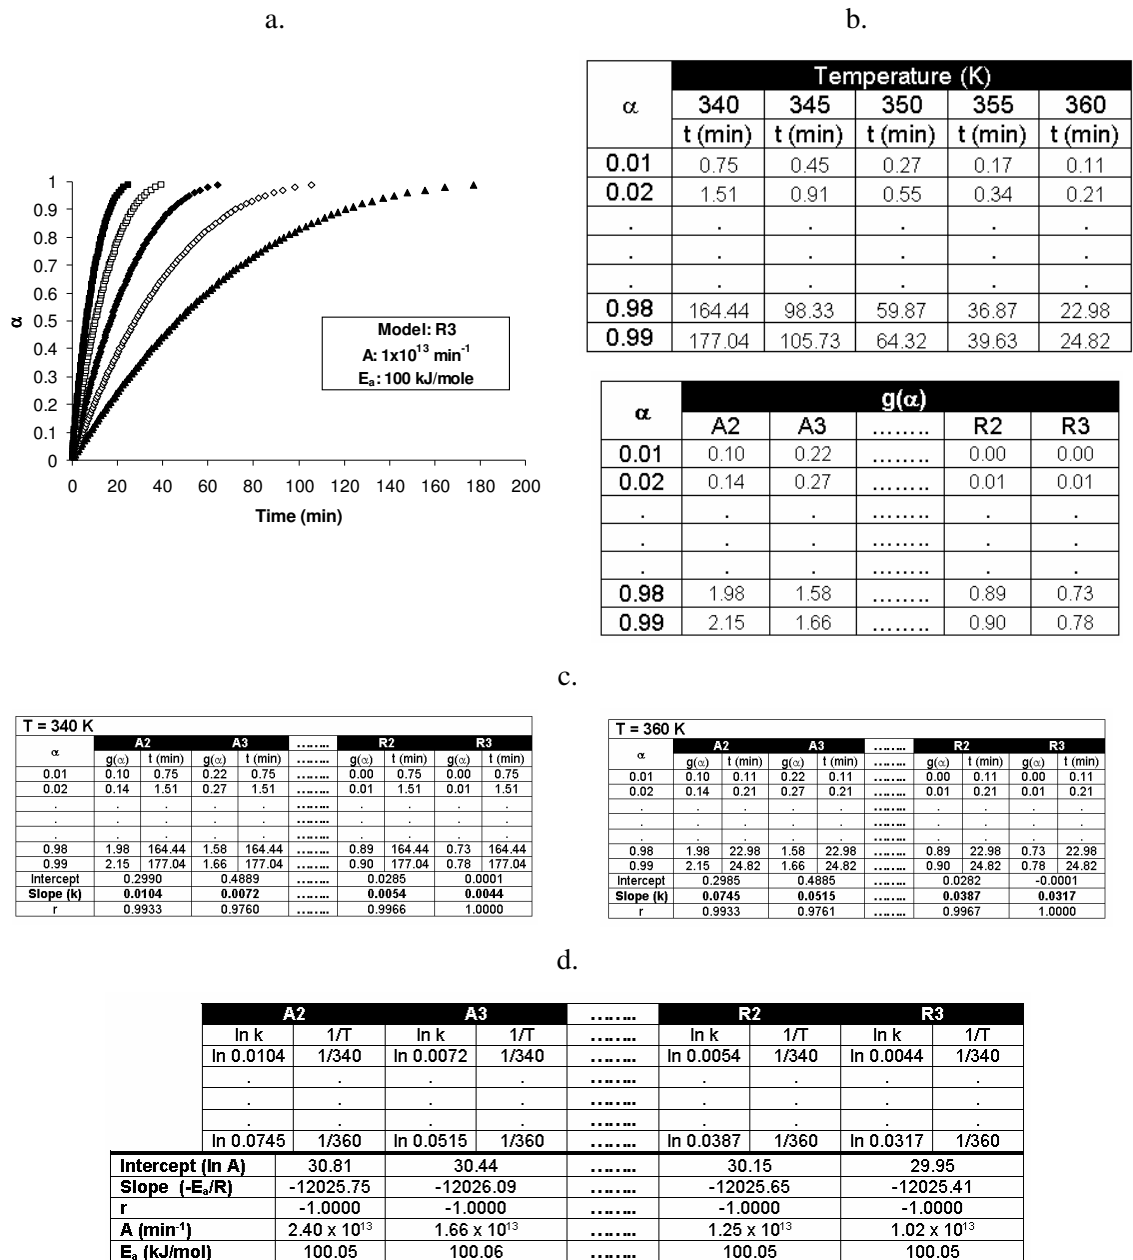 a.
b.
1
0.9
0.8
0.7
0.6
0.5
0.4
0.3
0.2
0.1
0
α
0 20 40 60 80 100 120 140 160 180 200
Time (min)
Model: R3
A: 1x10¹³ min⁻¹
Eₐ: 100 kJ/mole
α Temperature (K)
340 345 350 355 360
t (min) t (min) t (min) t (min) t (min)
0.01 0.75 0.45 0.27 0.17 0.11
0.02 1.51 0.91 0.55 0.34 0.21
. . . . . .
. . . . . .
. . . . . .
0.98 164.44 98.33 59.87 36.87 22.98
0.99 177.04 105.73 64.32 39.63 24.82
α g(α)
A2 A3 ........ R2 R3
0.01 0.10 0.22 ........ 0.00 0.00
0.02 0.14 0.27 ........ 0.01 0.01
. . . ........ . .
. . . ........ . .
. . . ........ . .
0.98 1.98 1.58 ........ 0.89 0.73
0.99 2.15 1.66 ........ 0.90 0.78
c.
T = 340 K
α A2 A3 ........ R2 R3
g(α) t (min) g(α) t (min) ........ g(α) t (min) g(α) t (min)
0.01 0.10 0.75 0.22 0.75 ........ 0.00 0.75 0.00 0.75
0.02 0.14 1.51 0.27 1.51 ........ 0.01 1.51 0.01 1.51
. . . . . ........ . . . .
. . . . . ........ . . . .
. . . . . ........ . . . .
0.98 1.98 164.44 1.58 164.44 ........ 0.89 164.44 0.73 164.44
0.99 2.15 177.04 1.66 177.04 ........ 0.90 177.04 0.78 177.04
Intercept 0.2990 0.4889 ........ 0.0285 0.0001
Slope (k) 0.0104 0.0072 ........ 0.0054 0.0044
r 0.9933 0.9760 ........ 0.9966 1.0000
T = 360 K
α A2 A3 ........ R2 R3
g(α) t (min) g(α) t (min) ........ g(α) t (min) g(α) t (min)
0.01 0.10 0.11 0.22 0.11 ........ 0.00 0.11 0.00 0.11
0.02 0.14 0.21 0.27 0.21 ........ 0.01 0.21 0.01 0.21
. . . . . ........ . . . .
. . . . . ........ . . . .
. . . . . ........ . . . .
0.98 1.98 22.98 1.58 22.98 ........ 0.89 22.98 0.73 22.98
0.99 2.15 24.82 1.66 24.82 ........ 0.90 24.82 0.78 24.82
Intercept 0.2985 0.4885 ........ 0.0282 -0.0001
Slope (k) 0.0745 0.0515 ........ 0.0387 0.0317
r 0.9933 0.9761 ........ 0.9967 1.0000
d.
A2 A3 ........ R2 R3
ln k 1/T ln k 1/T ........ ln k 1/T ln k 1/T
ln 0.0104 1/340 ln 0.0072 1/340 ........ ln 0.0054 1/340 ln 0.0044 1/340
. . . . ........ . . . .
. . . . ........ . . . .
. . . . ........ . . . .
ln 0.0745 1/360 ln 0.0515 1/360 ........ ln 0.0387 1/360 ln 0.0317 1/360
Intercept (ln A) 30.81 30.44 ........ 30.15 29.95
Slope (-Eₐ/R) -12025.75 -12026.09 ........ -12025.65 -12025.41
r -1.0000 -1.0000 ........ -1.0000 -1.0000
A (min⁻¹) 2.40 x 10¹³ 1.66 x 10¹³ ........ 1.25 x 10¹³ 1.02 x 10¹³
Eₐ (kJ/mol) 100.05 100.06 ........ 100.05 100.05